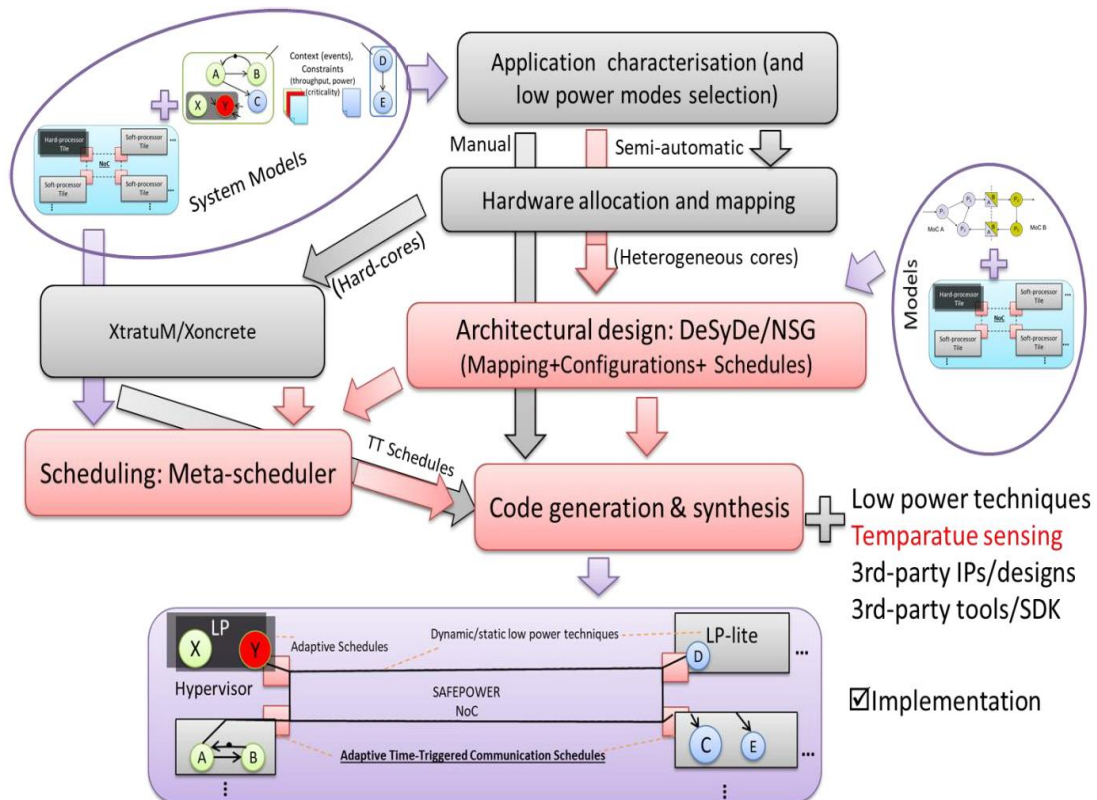 Context (events),
Constraints
(throughput, power)
(criticality)
A
B
C
X
Y
D
E
Hard-processor
Tile
Soft-processor
Tile
...
NoC
Soft-processor
Tile
Soft-processor
Tile
...
System Models
Application characterisation (and
low power modes selection)
Manual
Semi-automatic
Hardware allocation and mapping
(Hard-cores)
(Heterogeneous cores)
MoC A
MoC B
P₂
Models
Hard-processor
Tile
Soft-processor
Tile
...
NoC
Soft-processor
Tile
Soft-processor
Tile
...
XtratuM/Xoncrete
Architectural design: DeSyDe/NSG
(Mapping+Configurations+ Schedules)
Scheduling: Meta-scheduler
TT Schedules
Code generation & synthesis
Low power techniques
Temparatue sensing
3rd-party IPs/designs
3rd-party tools/SDK
LP
X
Y
Adaptive Schedules
Dynamic/static low power techniques
LP-lite
D
...
Hypervisor
SAFEPOWER
NoC
A
B
Adaptive Time-Triggered Communication Schedules
C
E
...
☑Implementation